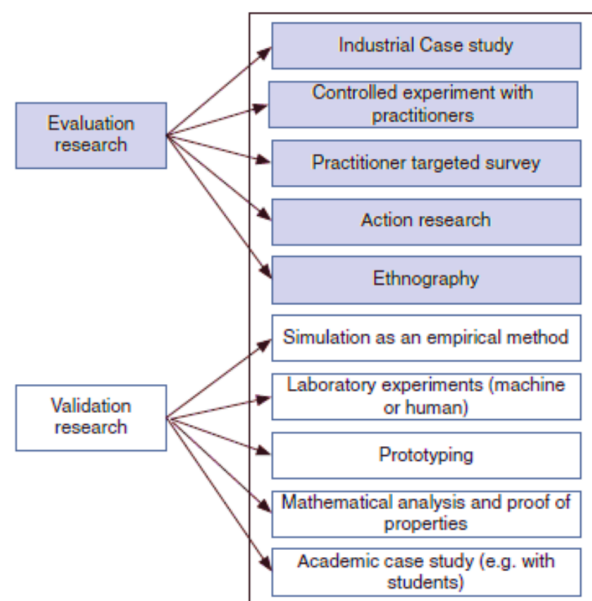 Industrial Case study
Controlled experiment with
practitioners
Evaluation
research
Practitioner targeted survey
Action research
Ethnography
Simulation as an empirical method
Laboratory experiments (machine
or human)
Validation
research
Prototyping
Mathematical analysis and proof of
properties
Academic case study (e.g. with
students)